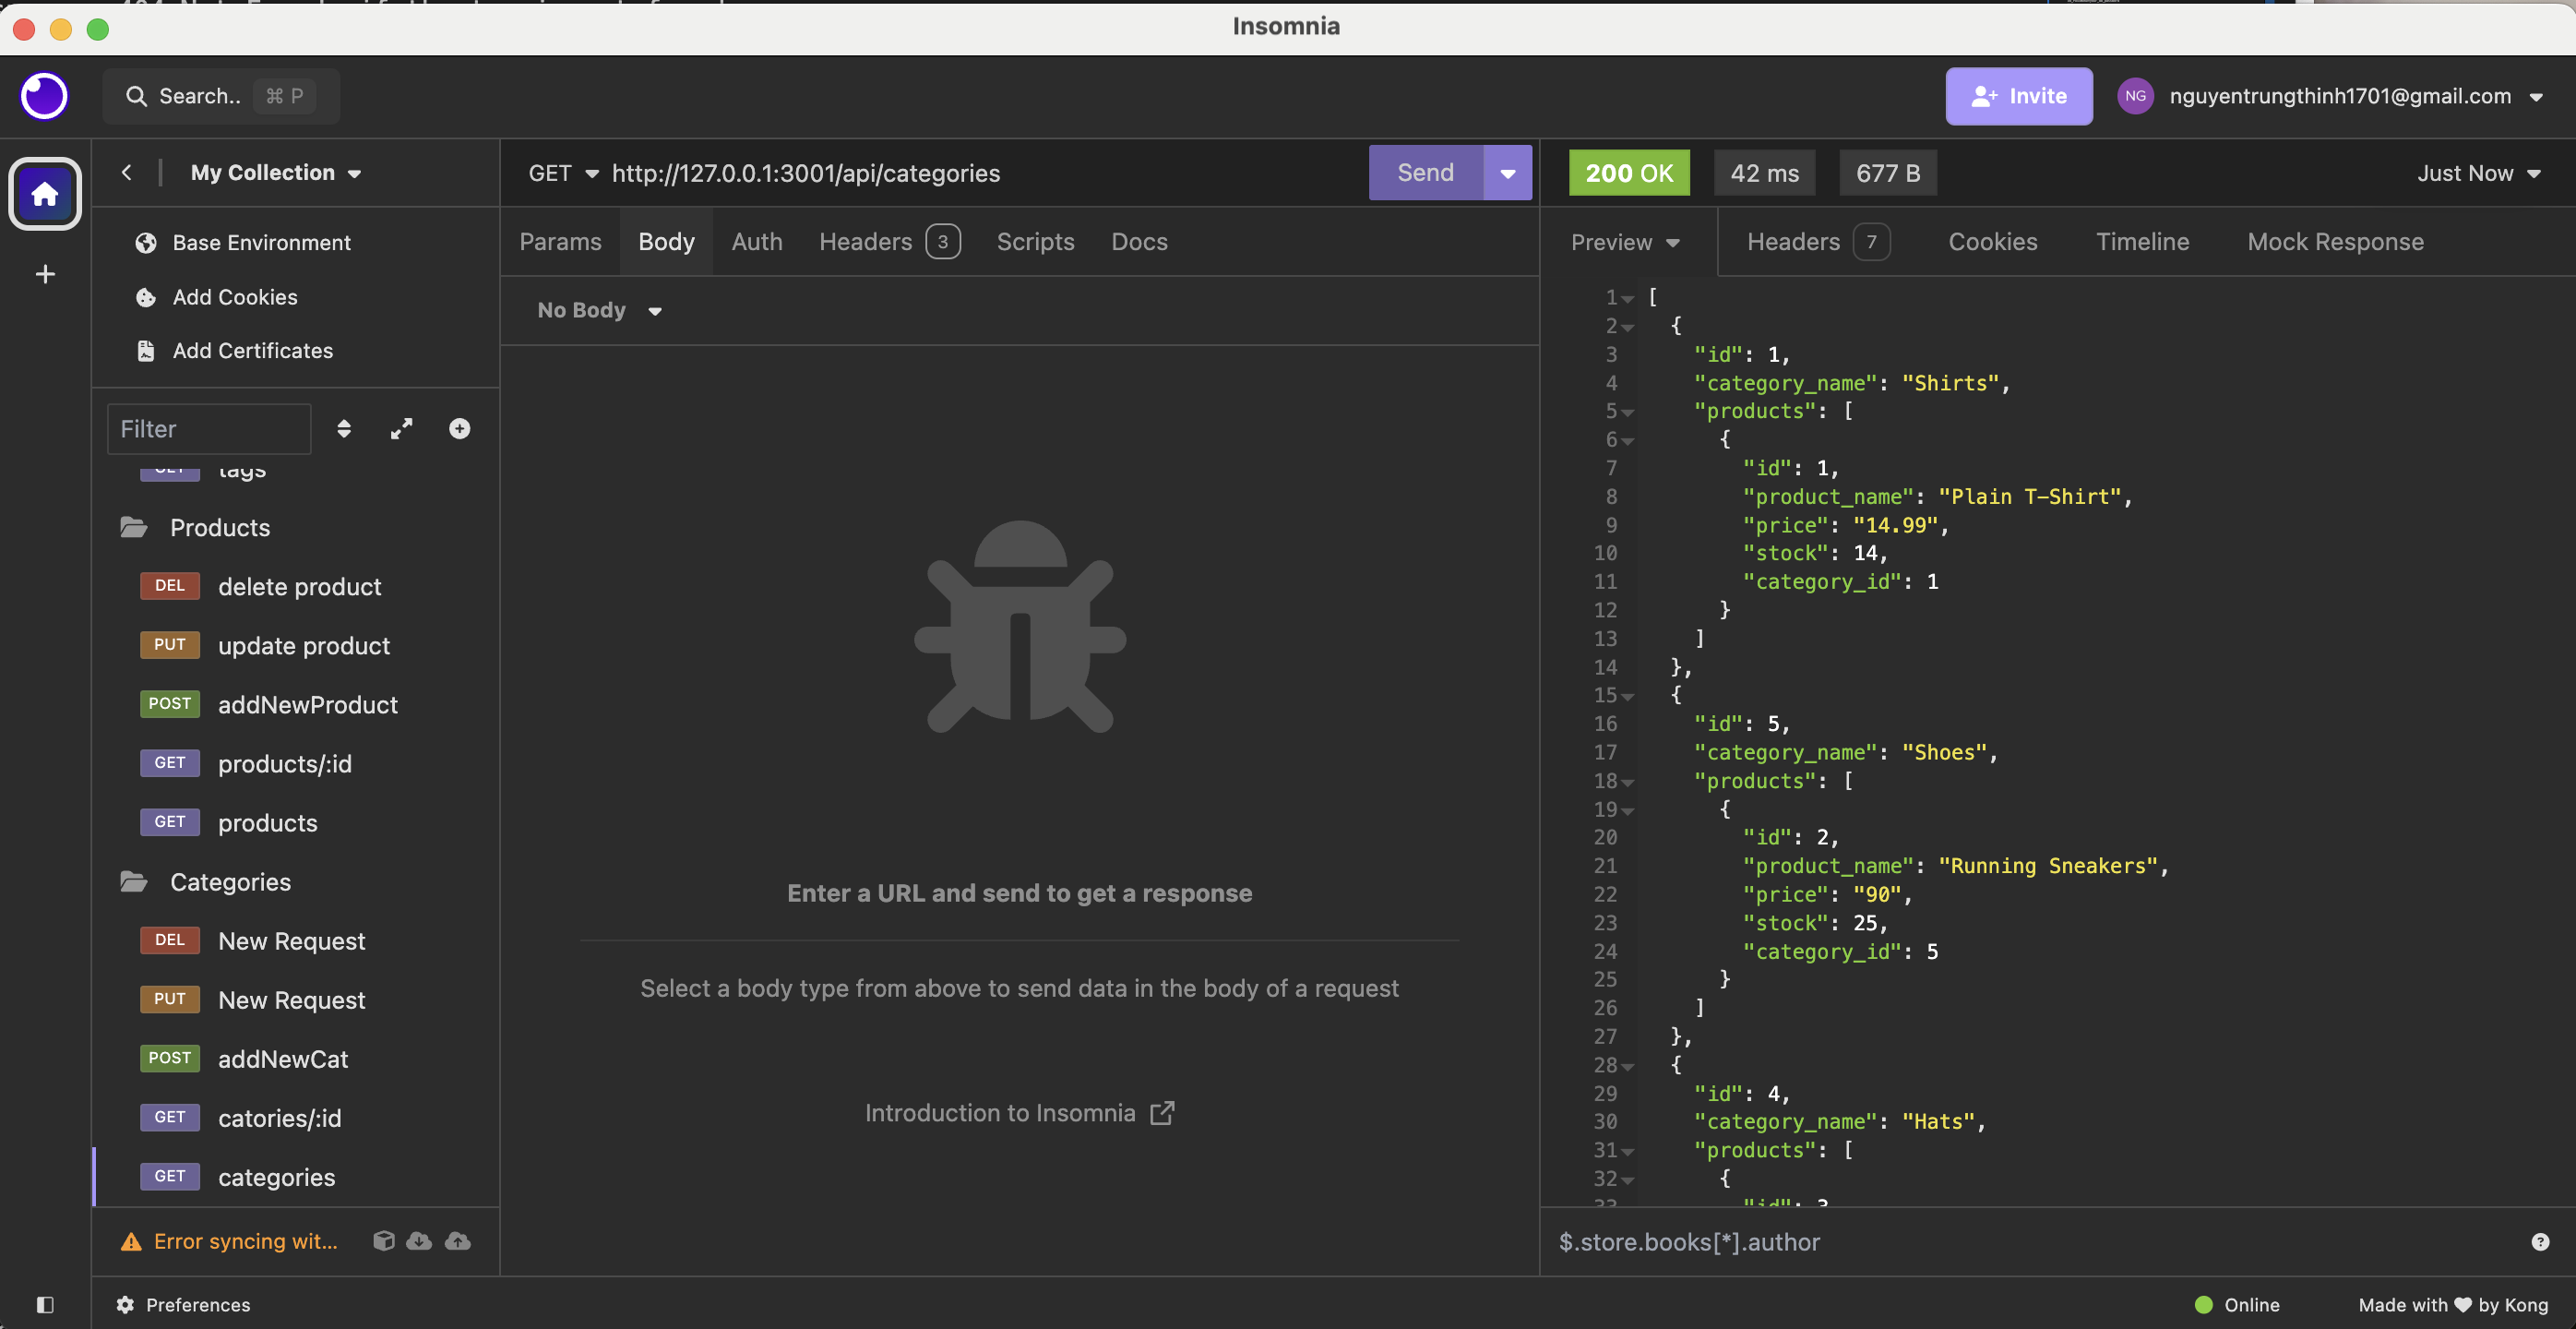 Insomnia
Search.. ⌘ P
Invite
NG nguyentrungthinh1701@gmail.com
My Collection
GET http://127.0.0.1:3001/api/categories
Send
200 OK
42 ms
677 B
Just Now
Base Environment
Add Cookies
Add Certificates
Params Body Auth Headers 3 Scripts Docs
Preview Headers 7 Cookies Timeline Mock Response
No Body
Filter
GET tags
Products
DEL delete product
PUT update product
POST addNewProduct
GET products/:id
GET products
Categories
DEL New Request
PUT New Request
POST addNewCat
GET catories/:id
GET categories
Error syncing wit...
Enter a URL and send to get a response
Select a body type from above to send data in the body of a request
Introduction to Insomnia
1 [
2 {
3 "id": 1,
4 "category_name": "Shirts",
5 "products": [
6 {
7 "id": 1,
8 "product_name": "Plain T-Shirt",
9 "price": "14.99",
10 "stock": 14,
11 "category_id": 1
12 }
13 ]
14 },
15 {
16 "id": 5,
17 "category_name": "Shoes",
18 "products": [
19 {
20 "id": 2,
21 "product_name": "Running Sneakers",
22 "price": "90",
23 "stock": 25,
24 "category_id": 5
25 }
26 ]
27 },
28 {
29 "id": 4,
30 "category_name": "Hats",
31 "products": [
32 {
33 "id": 3
$.store.books[*].author
Preferences
Online
Made with ♥ by Kong